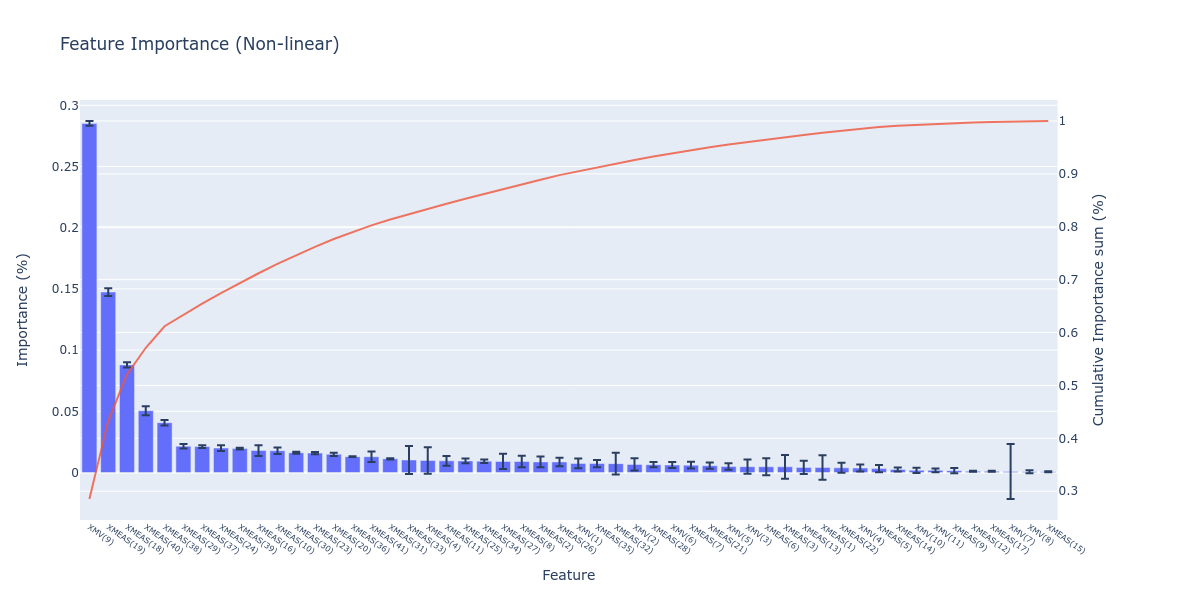 Feature Importance (Non-linear)
0.3
0.25
0.2
0.15
0.1
0.05
0
1
0.9
0.8
0.7
0.6
0.5
0.4
0.3
Importance (%)
Cumulative Importance sum (%)
XMV(9)
XMEAS(19)
XMEAS(18)
XMEAS(40)
XMEAS(38)
XMEAS(29)
XMEAS(37)
XMEAS(24)
XMEAS(39)
XMEAS(16)
XMEAS(10)
XMEAS(30)
XMEAS(23)
XMEAS(20)
XMEAS(36)
XMEAS(41)
XMEAS(31)
XMEAS(33)
XMEAS(4)
XMEAS(11)
XMEAS(25)
XMEAS(34)
XMEAS(27)
XMEAS(8)
XMEAS(2)
XMEAS(26)
XMV(1)
XMEAS(35)
XMEAS(32)
XMV(2)
XMEAS(28)
XMV(6)
XMEAS(7)
XMEAS(21)
XMV(5)
XMV(3)
XMEAS(6)
XMEAS(3)
XMEAS(13)
XMEAS(1)
XMEAS(22)
XMV(4)
XMEAS(5)
XMEAS(14)
XMV(10)
XMV(11)
XMEAS(9)
XMEAS(12)
XMEAS(17)
XMV(7)
XMV(8)
XMEAS(15)
Feature